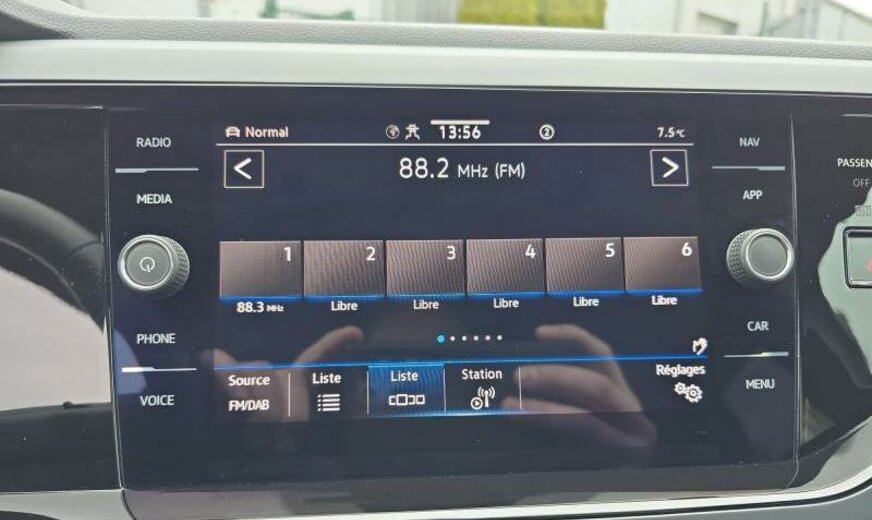 Normal 13:56 2 7.5°C
RADIO
MEDIA
PHONE
VOICE
88.2 MHz (FM)
1 2 3 4 5 6
88.3 MHz Libre Libre Libre Libre Libre
Source Liste Liste Station Réglages
FM/DAB
NAV
APP
CAR
MENU
PASSEN
OFF